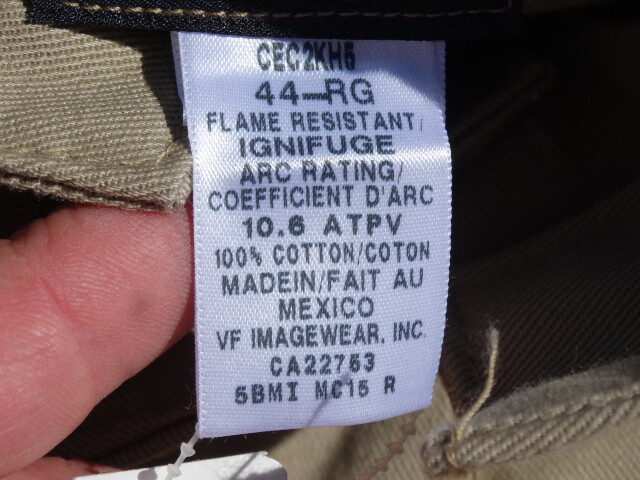 CEC2KH5
44-RG
FLAME RESISTANT/
IGNIFUGE
ARC RATING/
COEFFICIENT D'ARC
10.6 ATPV
100% COTTON/COTON
MADEIN/FAIT AU
MEXICO
VF IMAGEWEAR, INC.
CA22753
5BMI MC15 R